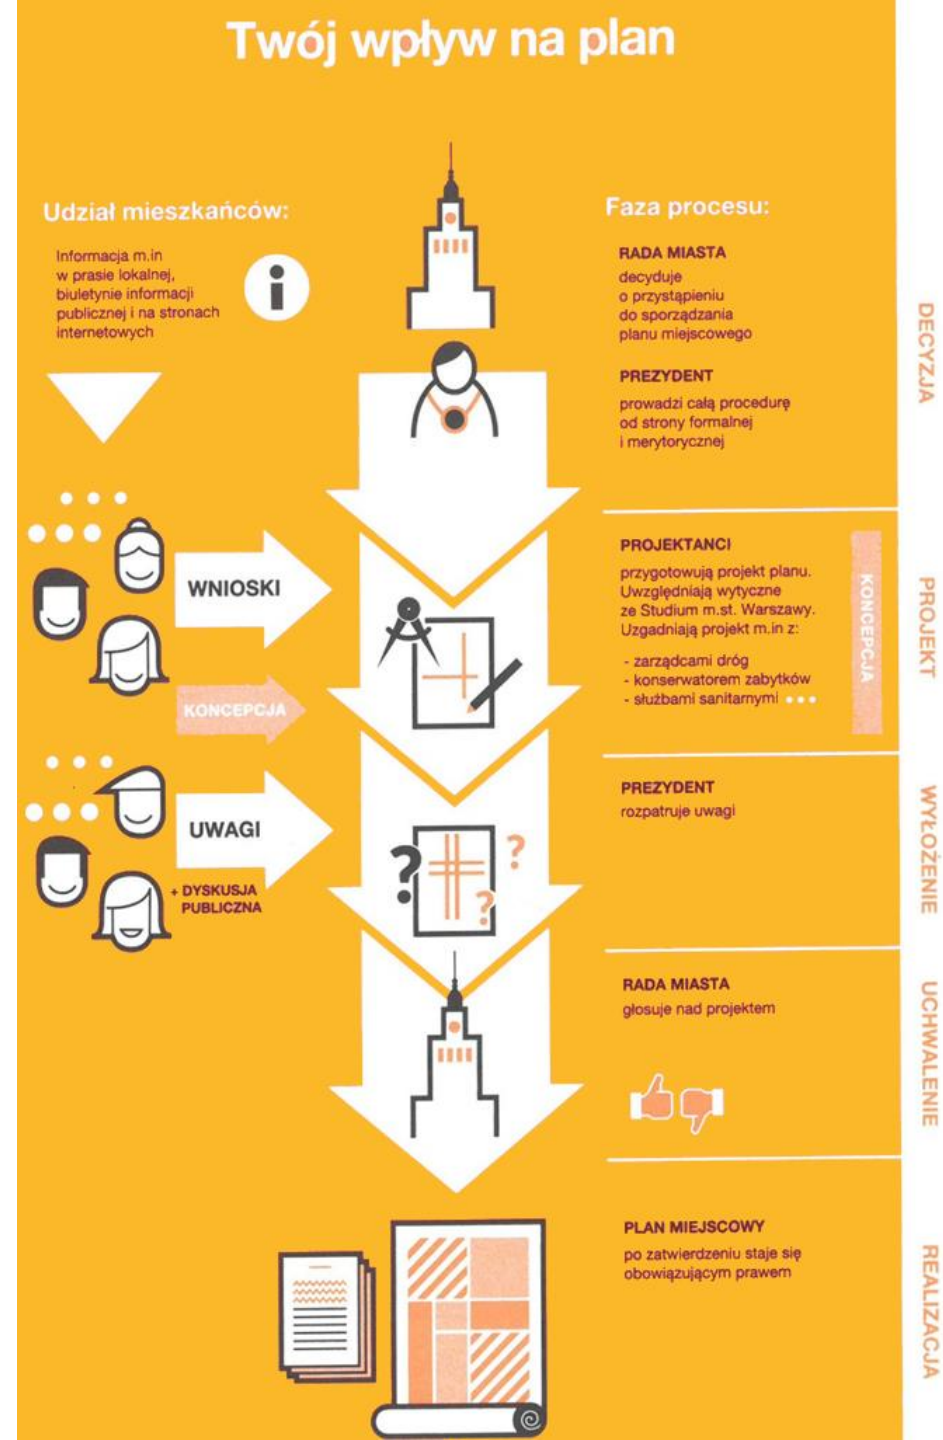 Twój wpływ na plan
Udział mieszkańców:
Informacja m.in
w prasie lokalnej,
biuletynie informacji
publicznej i na stronach
internetowych
i
WNIOSKI
KONCEPCJA
UWAGI
+ DYSKUSJA
PUBLICZNA
? ? ?
Faza procesu:
RADA MIASTA
decyduje
o przystąpieniu
do sporządzania
planu miejscowego
PREZYDENT
prowadzi całą procedurę
od strony formalnej
i merytorycznej
DECYZJA
PROJEKTANCI
przygotowują projekt planu.
Uwzględniają wytyczne
ze Studium m.st. Warszawy.
Uzgadniają projekt m.in z:
- zarządcami dróg
- konserwatorem zabytków
- służbami sanitarnymi
KONCEPCJA
PROJEKT
PREZYDENT
rozpatruje uwagi
WYŁOŻENIE
RADA MIASTA
głosuje nad projektem
UCHWALENIE
PLAN MIEJSCOWY
po zatwierdzeniu staje się
obowiązującym prawem
REALIZACJA